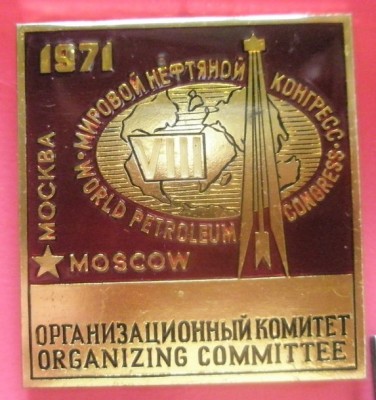 1971
МИРОВОЙ НЕФТЯНОЙ КОНГРЕСС
VIII
WORLD PETROLEUM CONGRESS
МОСКВА
MOSCOW
ОРГАНИЗАЦИОННЫЙ КОМИТЕТ
ORGANIZING COMMITTEE